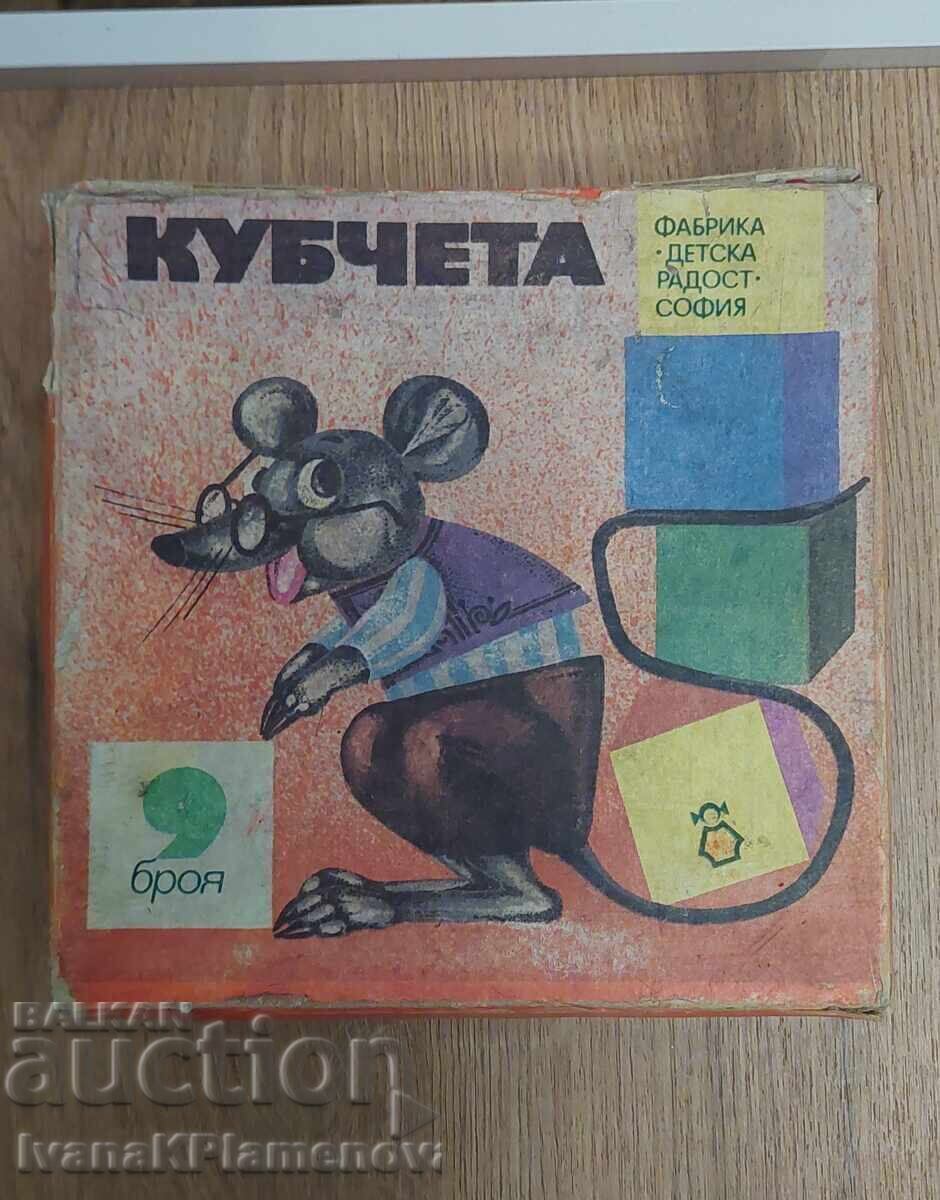 КУБЧЕТА
ФАБРИКА
·ДЕТСКА
РАДОСТ·
СОФИЯ
9
броя
BALKAN
auction
IvanaKPlamenov